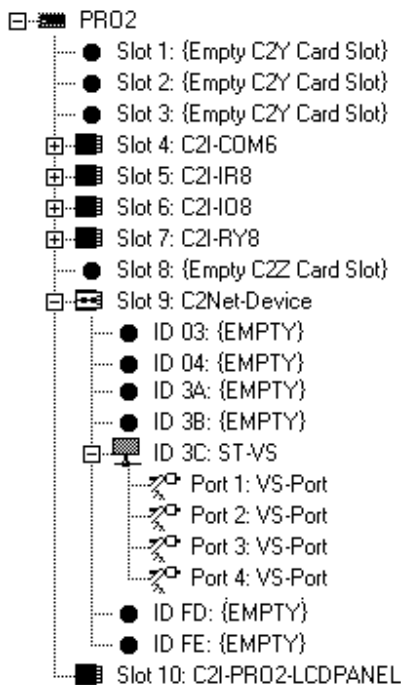 PRO2
Slot 1: {Empty C2Y Card Slot}
Slot 2: {Empty C2Y Card Slot}
Slot 3: {Empty C2Y Card Slot}
Slot 4: C2I-COM6
Slot 5: C2I-IR8
Slot 6: C2I-IO8
Slot 7: C2I-RY8
Slot 8: {Empty C2Z Card Slot}
Slot 9: C2Net-Device
ID 03: {EMPTY}
ID 04: {EMPTY}
ID 3A: {EMPTY}
ID 3B: {EMPTY}
ID 3C: ST-VS
Port 1: VS-Port
Port 2: VS-Port
Port 3: VS-Port
Port 4: VS-Port
ID FD: {EMPTY}
ID FE: {EMPTY}
Slot 10: C2I-PRO2-LCDPANEL